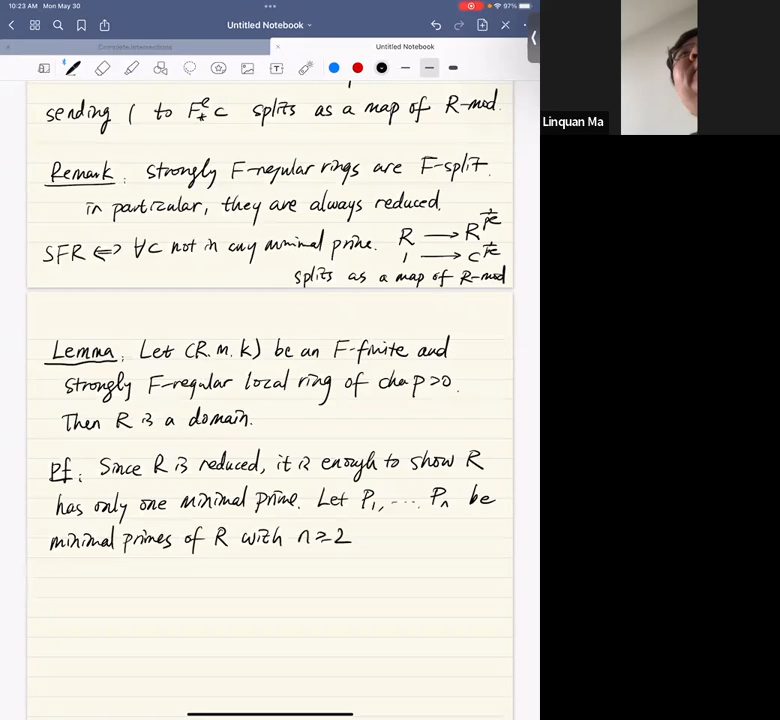 10:23 AM Mon May 30
97%
Untitled Notebook
Complete intersections
Untitled Notebook
sending 1 to F^e_* c splits as a map of R-mod.
Remark: strongly F-regular rings are F-split.
in particular, they are always reduced.
SFR ⇔ ∀c not in any minimal prime. R → R^{1/p^e}
1 → c^{1/p^e}
splits as a map of R-mod
Lemma: Let (R.m.k) be an F-finite and
strongly F-regular local ring of cha p>0.
Then R is a domain.
Pf: Since R is reduced, it is enough to show R
has only one minimal prime. Let P_1, ... P_n be
minimal primes of R with n≥2
Linquan Ma